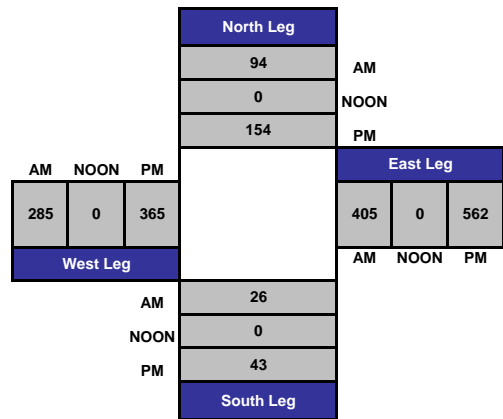 North Leg
94 AM
0 NOON
154 PM
AM NOON PM
East Leg
285 0 365
405 0 562
West Leg
AM NOON PM
AM 26
NOON 0
PM 43
South Leg